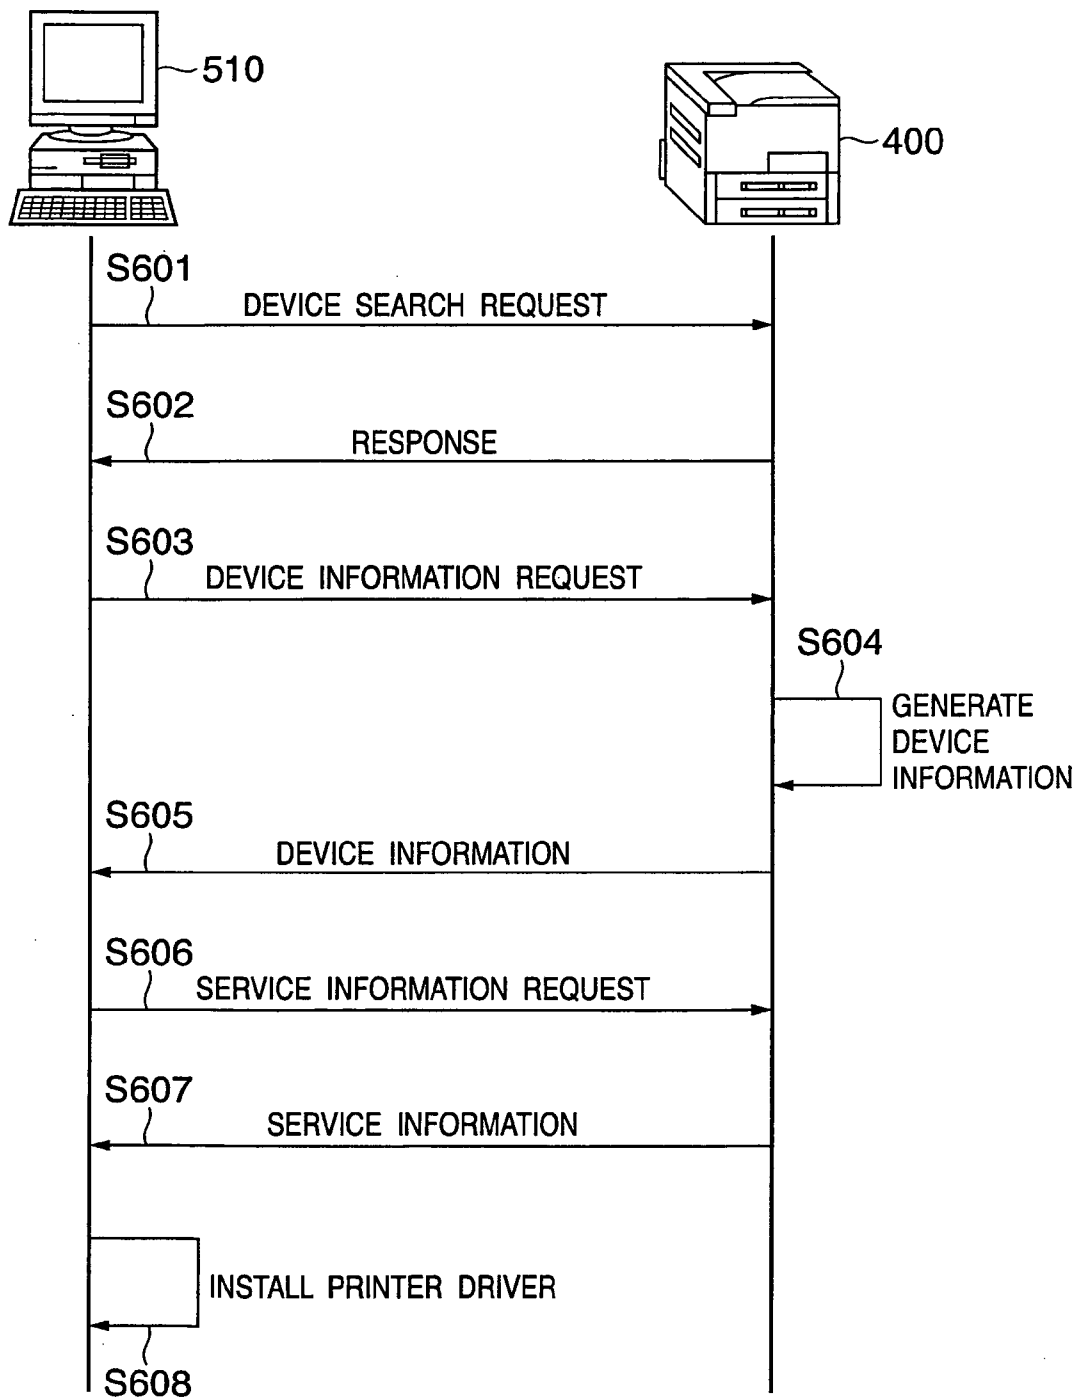 510
400
S601
DEVICE SEARCH REQUEST
S602
RESPONSE
S603
DEVICE INFORMATION REQUEST
S604
GENERATE
DEVICE
INFORMATION
S605
DEVICE INFORMATION
S606
SERVICE INFORMATION REQUEST
S607
SERVICE INFORMATION
INSTALL PRINTER DRIVER
S608